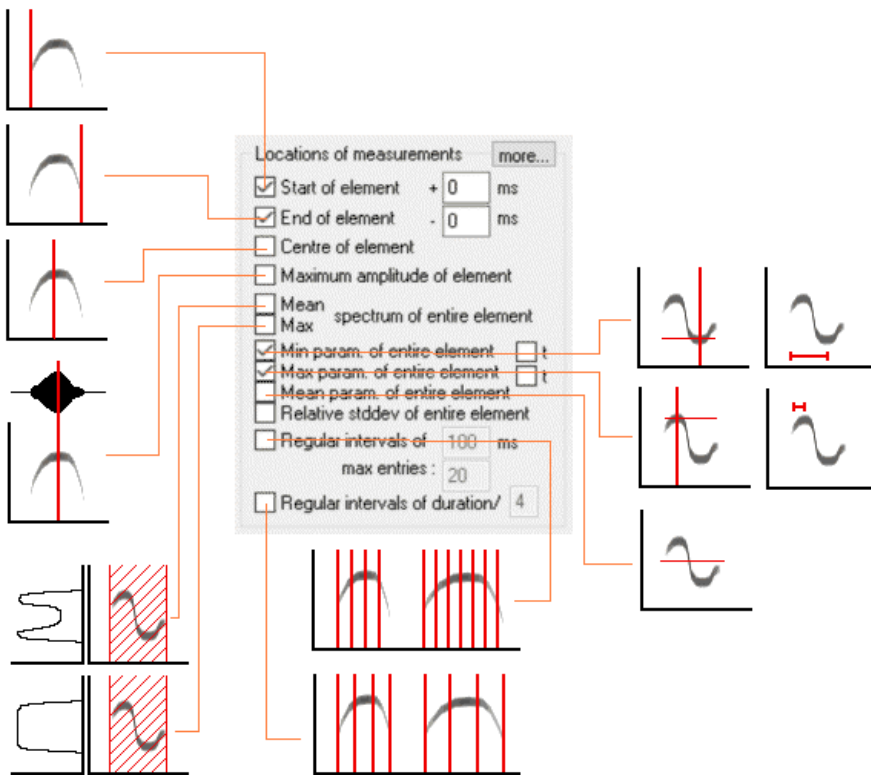 Locations of measurements more...
Start of element + 0 ms
End of element - 0 ms
Centre of element
Maximum amplitude of element
Mean
spectrum of entire element
Max
Min param. of entire element t
Max param. of entire element t
Mean param. of entire element
Relative stddev of entire element
Regular intervals of 100 ms
max entries : 20
Regular intervals of duration/ 4